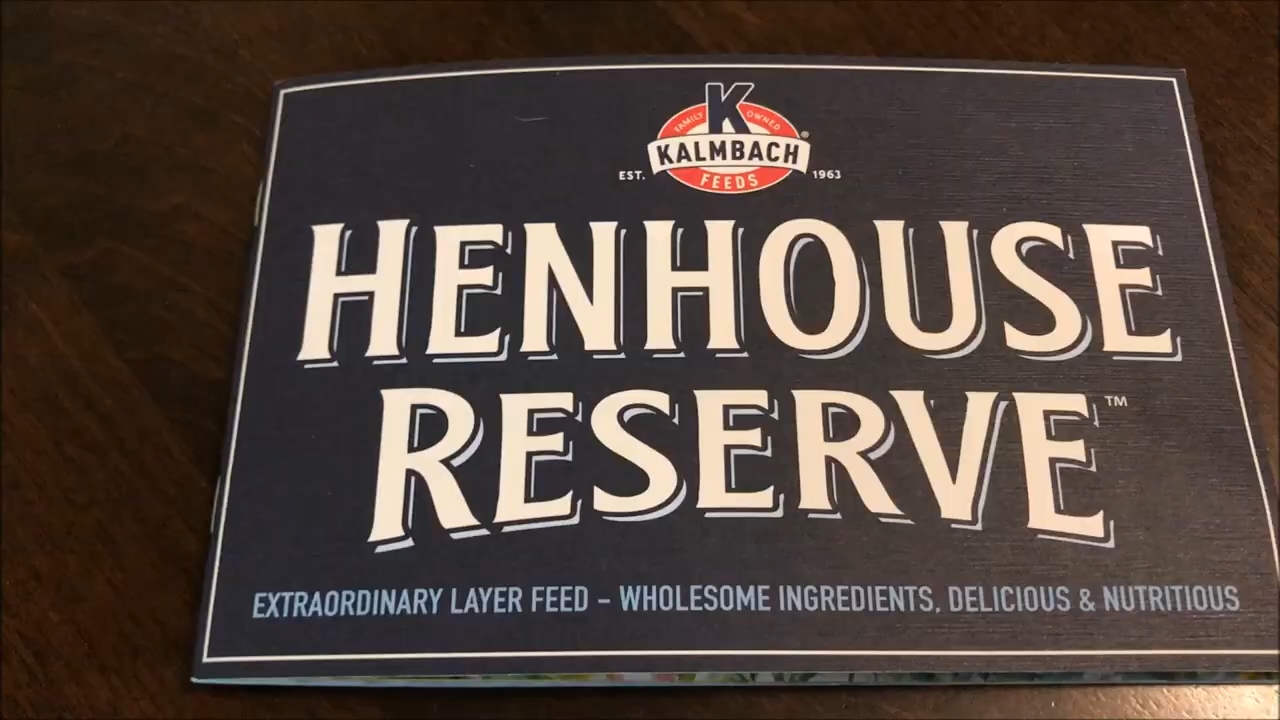 K
FAMILY OWNED
KALMBACH®
EST. FEEDS 1963
HENHOUSE
RESERVE™
EXTRAORDINARY LAYER FEED – WHOLESOME INGREDIENTS, DELICIOUS & NUTRITIOUS